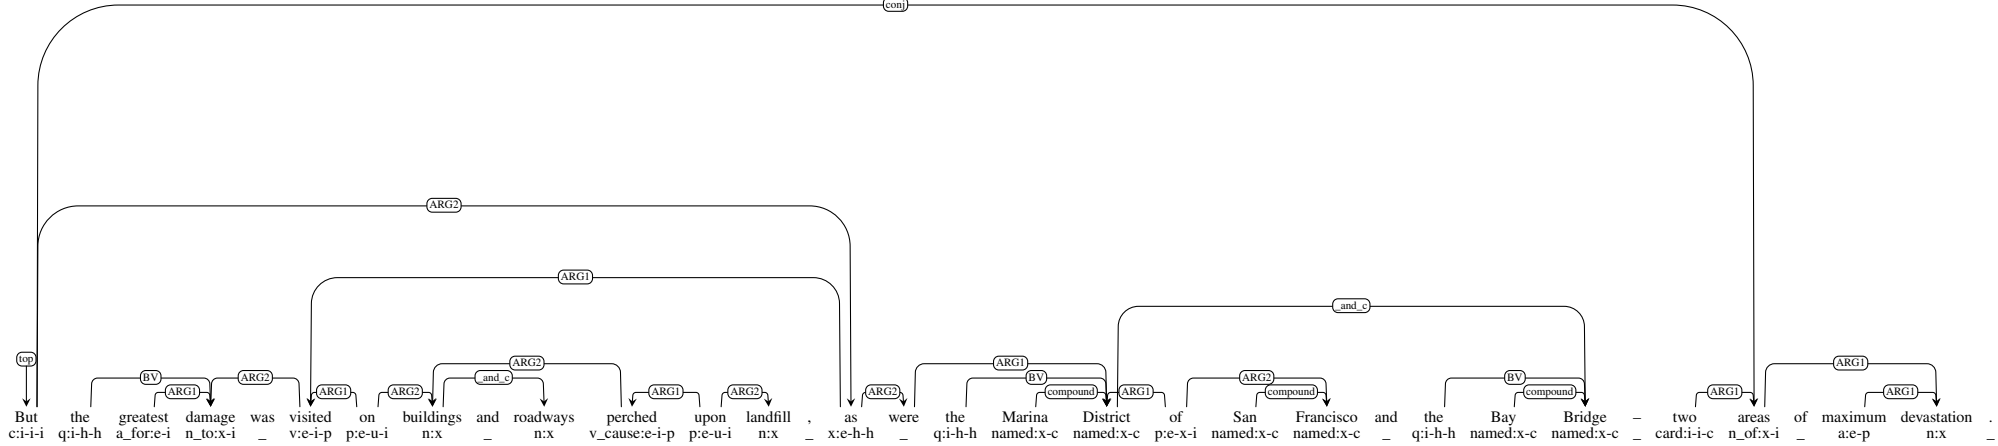 conj
ARG2
ARG1
_and_c
top ARG2 ARG1 ARG1
BV ARG2 _and_c BV ARG2 BV
ARG1 ARG1 ARG2 ARG1 ARG2 ARG2 compound ARG1 compound compound ARG1 ARG1
But the greatest damage was visited on buildings and roadways perched upon landfill , as were the Marina District of San Francisco and the Bay Bridge – two areas of maximum devastation .
c:i-i-i q:i-h-h a_for:e-i n_to:x-i _ v:e-i-p p:e-u-i n:x _ n:x v_cause:e-i-p p:e-u-i n:x _ x:e-h-h _ q:i-h-h named:x-c named:x-c p:e-x-i named:x-c named:x-c _ q:i-h-h named:x-c named:x-c _ card:i-i-c n_of:x-i _ a:e-p n:x _